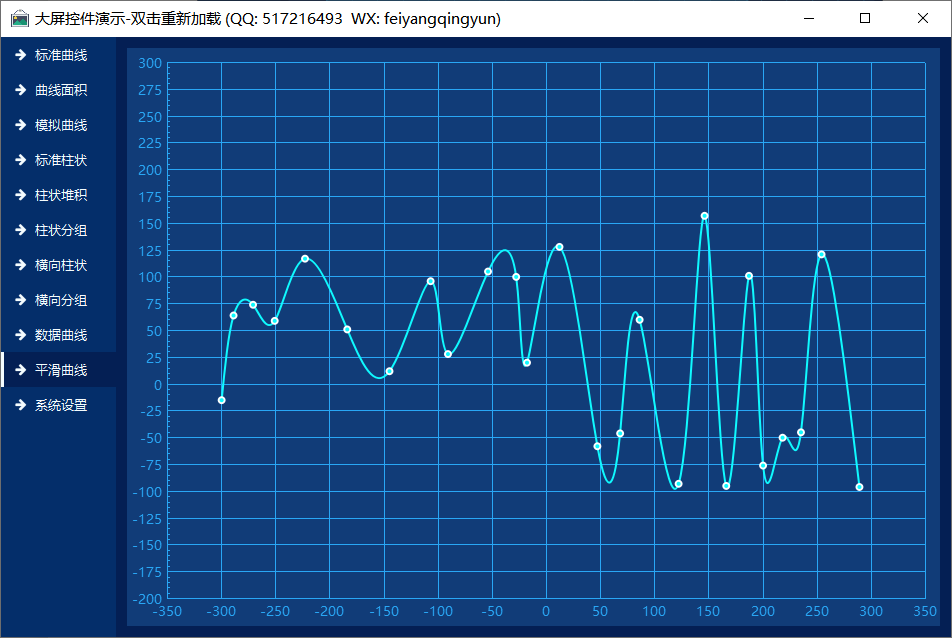 大屏控件演示-双击重新加载 (QQ: 517216493  WX: feiyangqingyun)
标准曲线
曲线面积
模拟曲线
标准柱状
柱状堆积
柱状分组
横向柱状
横向分组
数据曲线
平滑曲线
系统设置
300
275
250
225
200
175
150
125
100
75
50
25
0
-25
-50
-75
-100
-125
-150
-175
-200
-350 -300 -250 -200 -150 -100 -50 0 50 100 150 200 250 300 350